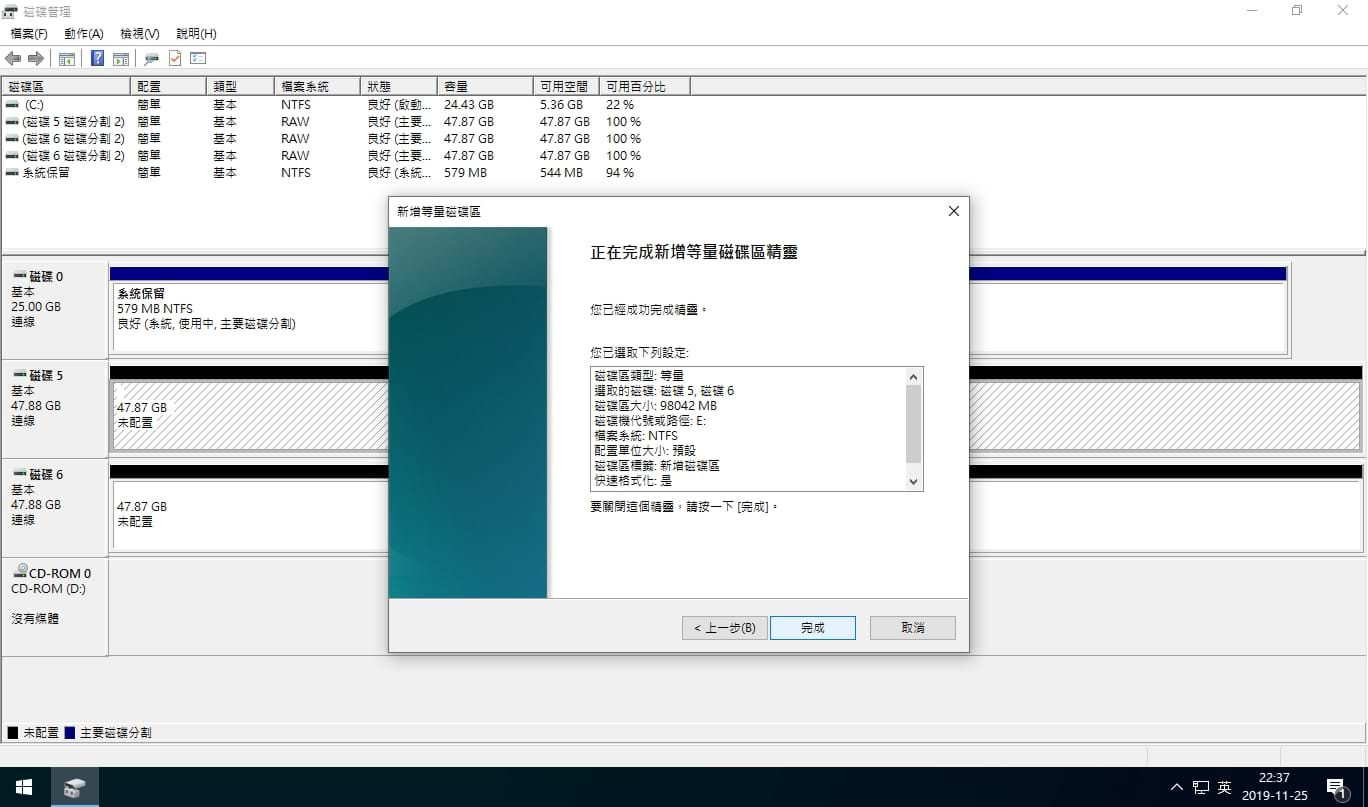 磁碟管理
檔案(F) 動作(A) 檢視(V) 說明(H)
磁碟區 配置 類型 檔案系統 狀態 容量 可用空間 可用百分比
(C:) 簡單 基本 NTFS 良好 (啟動... 24.43 GB 5.36 GB 22 %
(磁碟 5 磁碟分割 2) 簡單 基本 RAW 良好 (主要... 47.87 GB 47.87 GB 100 %
(磁碟 6 磁碟分割 2) 簡單 基本 RAW 良好 (主要... 47.87 GB 47.87 GB 100 %
(磁碟 6 磁碟分割 2) 簡單 基本 RAW 良好 (主要... 47.87 GB 47.87 GB 100 %
系統保留 簡單 基本 NTFS 良好 (系統... 579 MB 544 MB 94 %
磁碟 0
基本
25.00 GB
連線
系統保留
579 MB NTFS
良好 (系統, 使用中, 主要磁碟分割)
磁碟 5
基本
47.88 GB
連線
47.87 GB
未配置
磁碟 6
基本
47.88 GB
連線
47.87 GB
未配置
CD-ROM 0
CD-ROM (D:)
沒有媒體
新增等量磁碟區
正在完成新增等量磁碟區精靈
您已經成功完成精靈。
您已選取下列設定:
磁碟區類型: 等量
選取的磁碟: 磁碟 5, 磁碟 6
磁碟區大小: 98042 MB
磁碟機代號或路徑: E:
檔案系統: NTFS
配置單位大小: 預設
磁碟區標籤: 新增磁碟區
快速格式化: 是
要關閉這個精靈，請按一下 [完成]。
< 上一步(B) 完成 取消
未配置 主要磁碟分割
英
22:37
2019-11-25
1